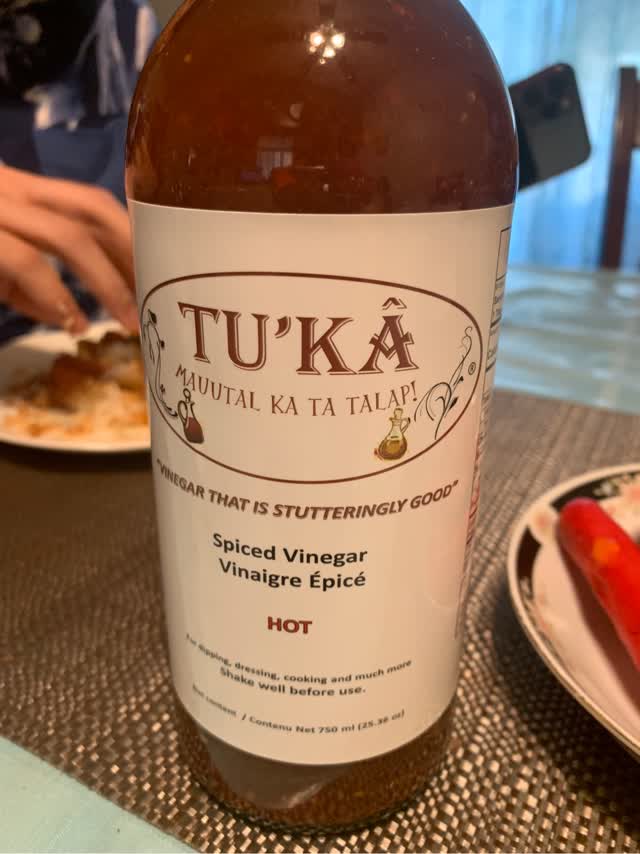 TU'KÂ
MAUUTAL KA TA TALAP!
®
"VINEGAR THAT IS STUTTERINGLY GOOD"
Spiced Vinegar
Vinaigre Épicé
HOT
For dipping, dressing, cooking and much more
Shake well before use.
Net content / Contenu Net 750 ml (25.36 oz)